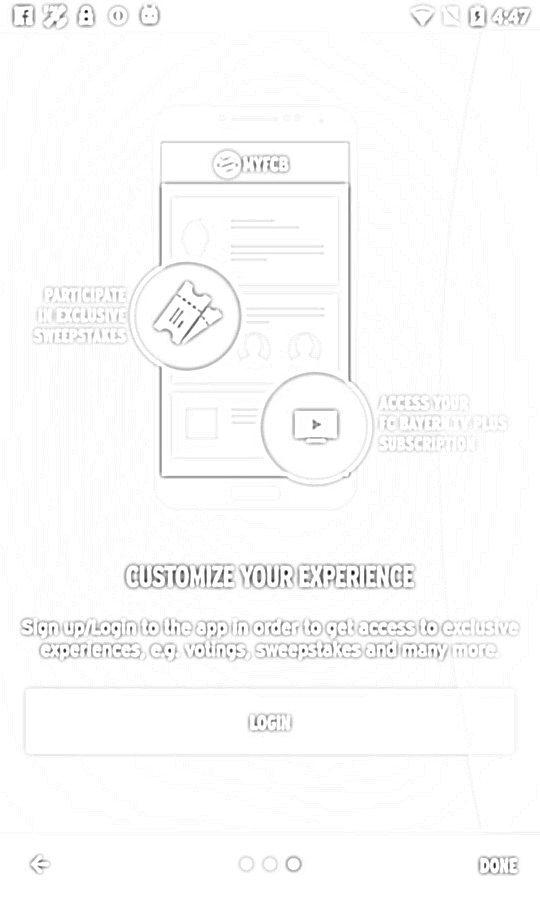 4:47
MYFCB
PARTICIPATE
IN EXCLUSIVE
SWEEPSTAKES
ACCESS YOUR
FC BAYERN.TV PLUS
SUBSCRIPTION
CUSTOMIZE YOUR EXPERIENCE
Sign up/Login to the app in order to get access to exclusive
experiences, e.g. votings, sweepstakes and many more.
LOGIN
DONE